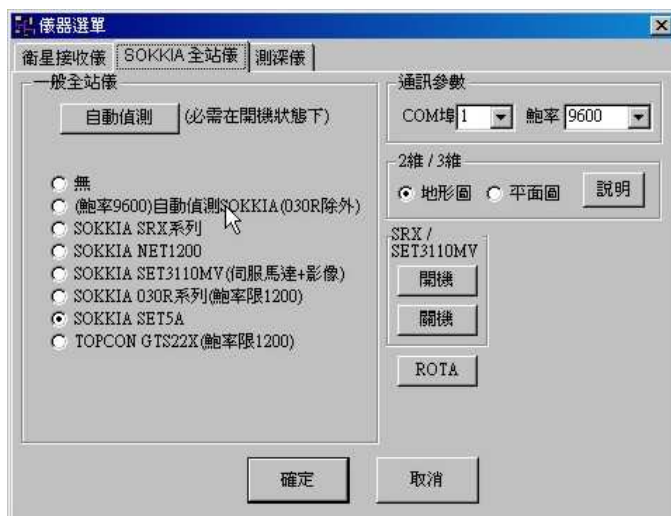 儀器選單
衛星接收儀 SOKKIA全站儀 測深儀
一般全站儀
自動偵測 (必需在開機狀態下)
無
(鮑率9600)自動偵測SOKKIA(030R除外)
SOKKIA SRX系列
SOKKIA NET1200
SOKKIA SET3110MV(伺服馬達+影像)
SOKKIA 030R系列(鮑率限1200)
SOKKIA SET5A
TOPCON GTS22X(鮑率限1200)
通訊參數
COM埠 1 鮑率 9600
2維 / 3維
地形圖 平面圖 說明
SRX /
SET3110MV
開機
關機
ROTA
確定 取消